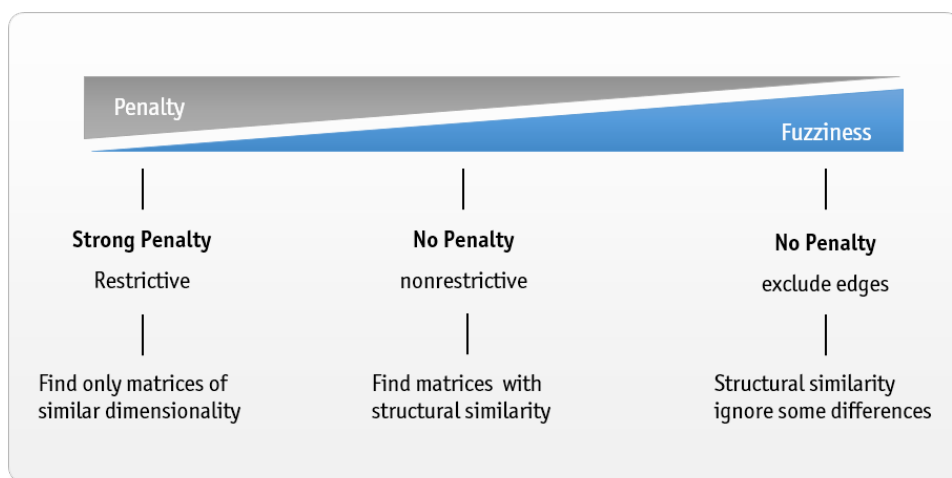 Penalty
Fuzziness
Strong Penalty
Restrictive
Find only matrices of
similar dimensionality
No Penalty
nonrestrictive
Find matrices with
structural similarity
No Penalty
exclude edges
Structural similarity
ignore some differences